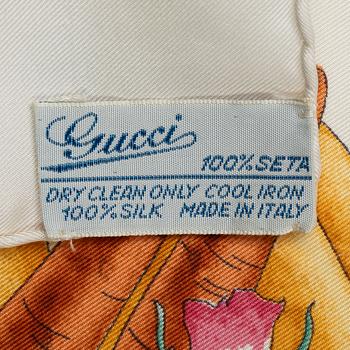 Gucci
100% SETA
DRY CLEAN ONLY COOL IRON
100% SILK MADE IN ITALY